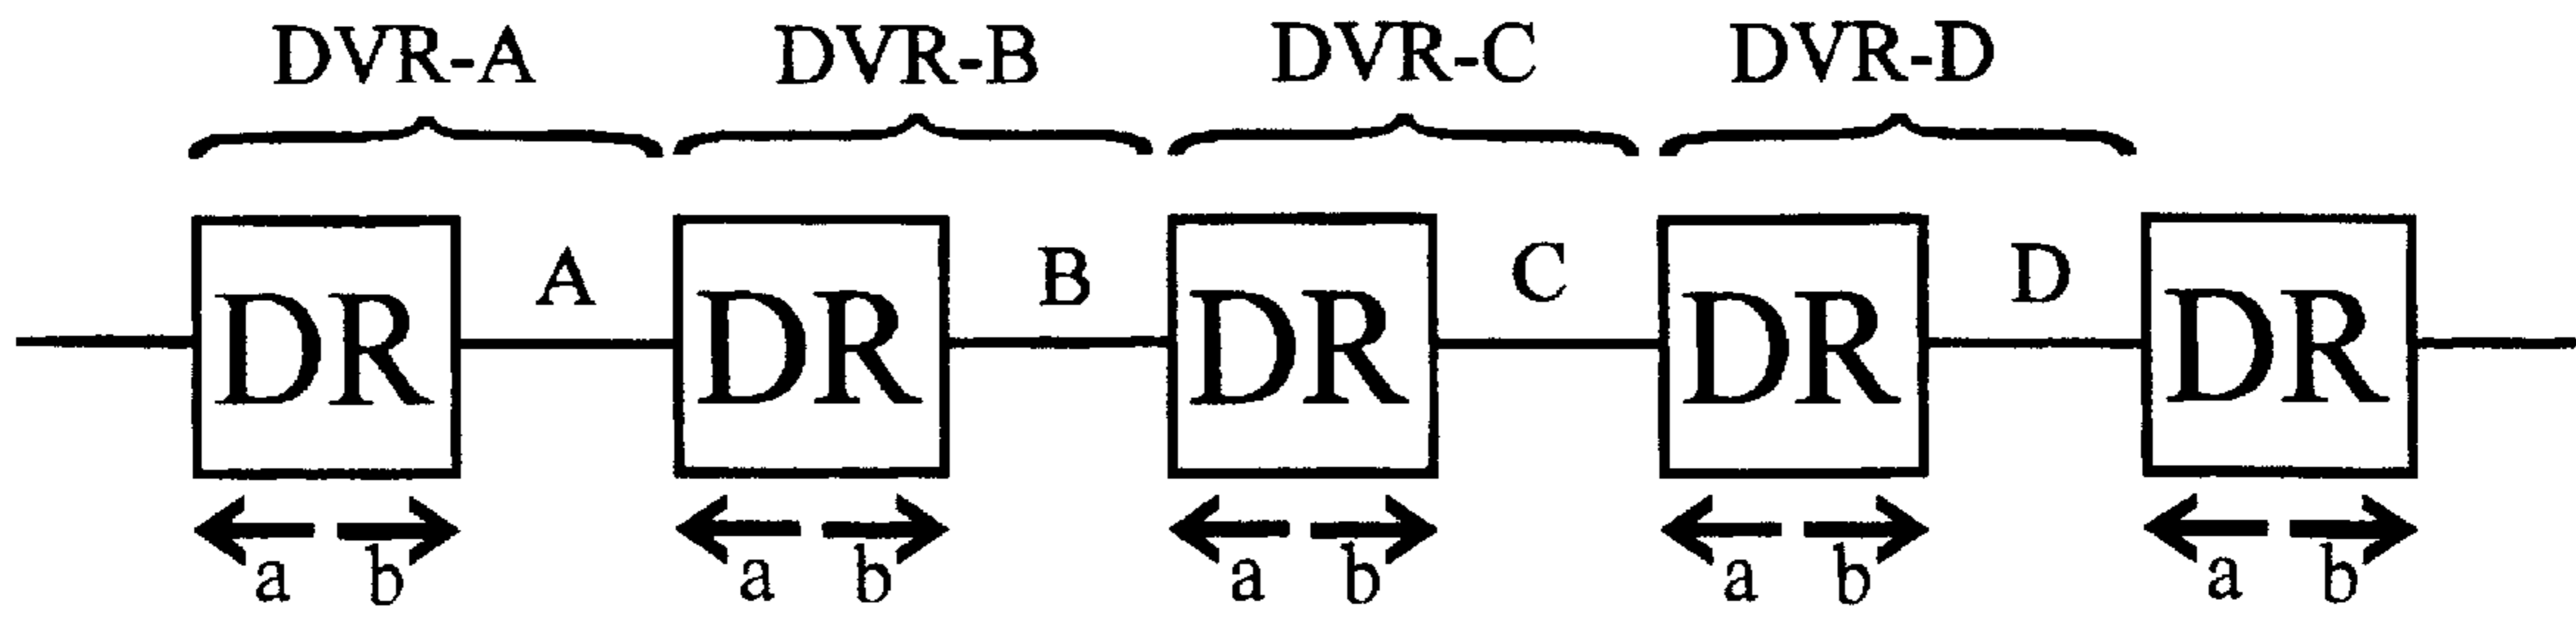 DVR-A DVR-B DVR-C DVR-D
A B C D
DR DR DR DR DR
a b a b a b a b a b